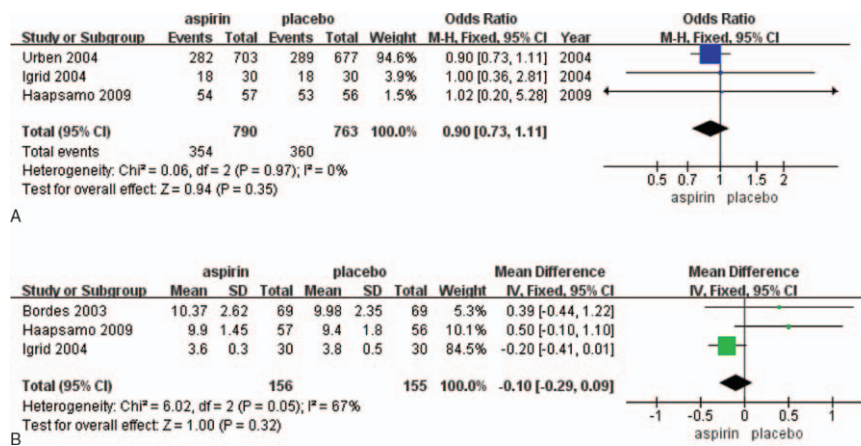 aspirin placebo Odds Ratio Odds Ratio
Study or Subgroup Events Total Events Total Weight M-H, Fixed, 95% CI Year M-H, Fixed, 95% CI
Urben 2004 282 703 289 677 94.6% 0.90 [0.73, 1.11] 2004
Igrid 2004 18 30 18 30 3.9% 1.00 [0.36, 2.81] 2004
Haapsamo 2009 54 57 53 56 1.5% 1.02 [0.20, 5.28] 2009
Total (95% CI) 790 763 100.0% 0.90 [0.73, 1.11]
Total events 354 360
Heterogeneity: Chi² = 0.06, df = 2 (P = 0.97); I² = 0%
Test for overall effect: Z = 0.94 (P = 0.35)
0.5 0.7 1 1.5 2
aspirin placebo
A
aspirin placebo Mean Difference Mean Difference
Study or Subgroup Mean SD Total Mean SD Total Weight IV, Fixed, 95% CI IV, Fixed, 95% CI
Bordes 2003 10.37 2.62 69 9.98 2.35 69 5.3% 0.39 [-0.44, 1.22]
Haapsamo 2009 9.9 1.45 57 9.4 1.8 56 10.1% 0.50 [-0.10, 1.10]
Igrid 2004 3.6 0.3 30 3.8 0.5 30 84.5% -0.20 [-0.41, 0.01]
Total (95% CI) 156 155 100.0% -0.10 [-0.29, 0.09]
Heterogeneity: Chi² = 6.02, df = 2 (P = 0.05); I² = 67%
Test for overall effect: Z = 1.00 (P = 0.32)
-1 -0.5 0 0.5 1
aspirin placebo
B